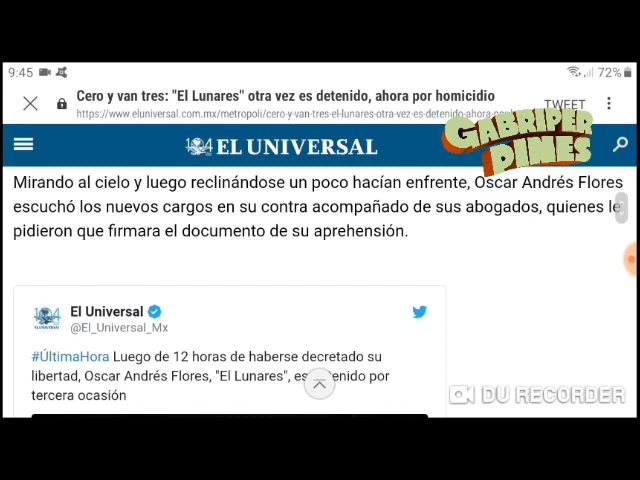 9:45
72%
Cero y van tres: "El Lunares" otra vez es detenido, ahora por homicidio
https://www.eluniversal.com.mx/metropoli/cero-y-van-tres-el-lunares-otra-vez-es-detenido-ahora-por
TWEET
GABRIPER
PINES
EL UNIVERSAL
Mirando al cielo y luego reclinándose un poco hacían enfrente, Oscar Andrés Flores
escuchó los nuevos cargos en su contra acompañado de sus abogados, quienes le
pidieron que firmara el documento de su aprehensión.
El Universal
@El_Universal_Mx
#ÚltimaHora Luego de 12 horas de haberse decretado su
libertad, Oscar Andrés Flores, "El Lunares", es detenido por
tercera ocasión
DU RECORDER